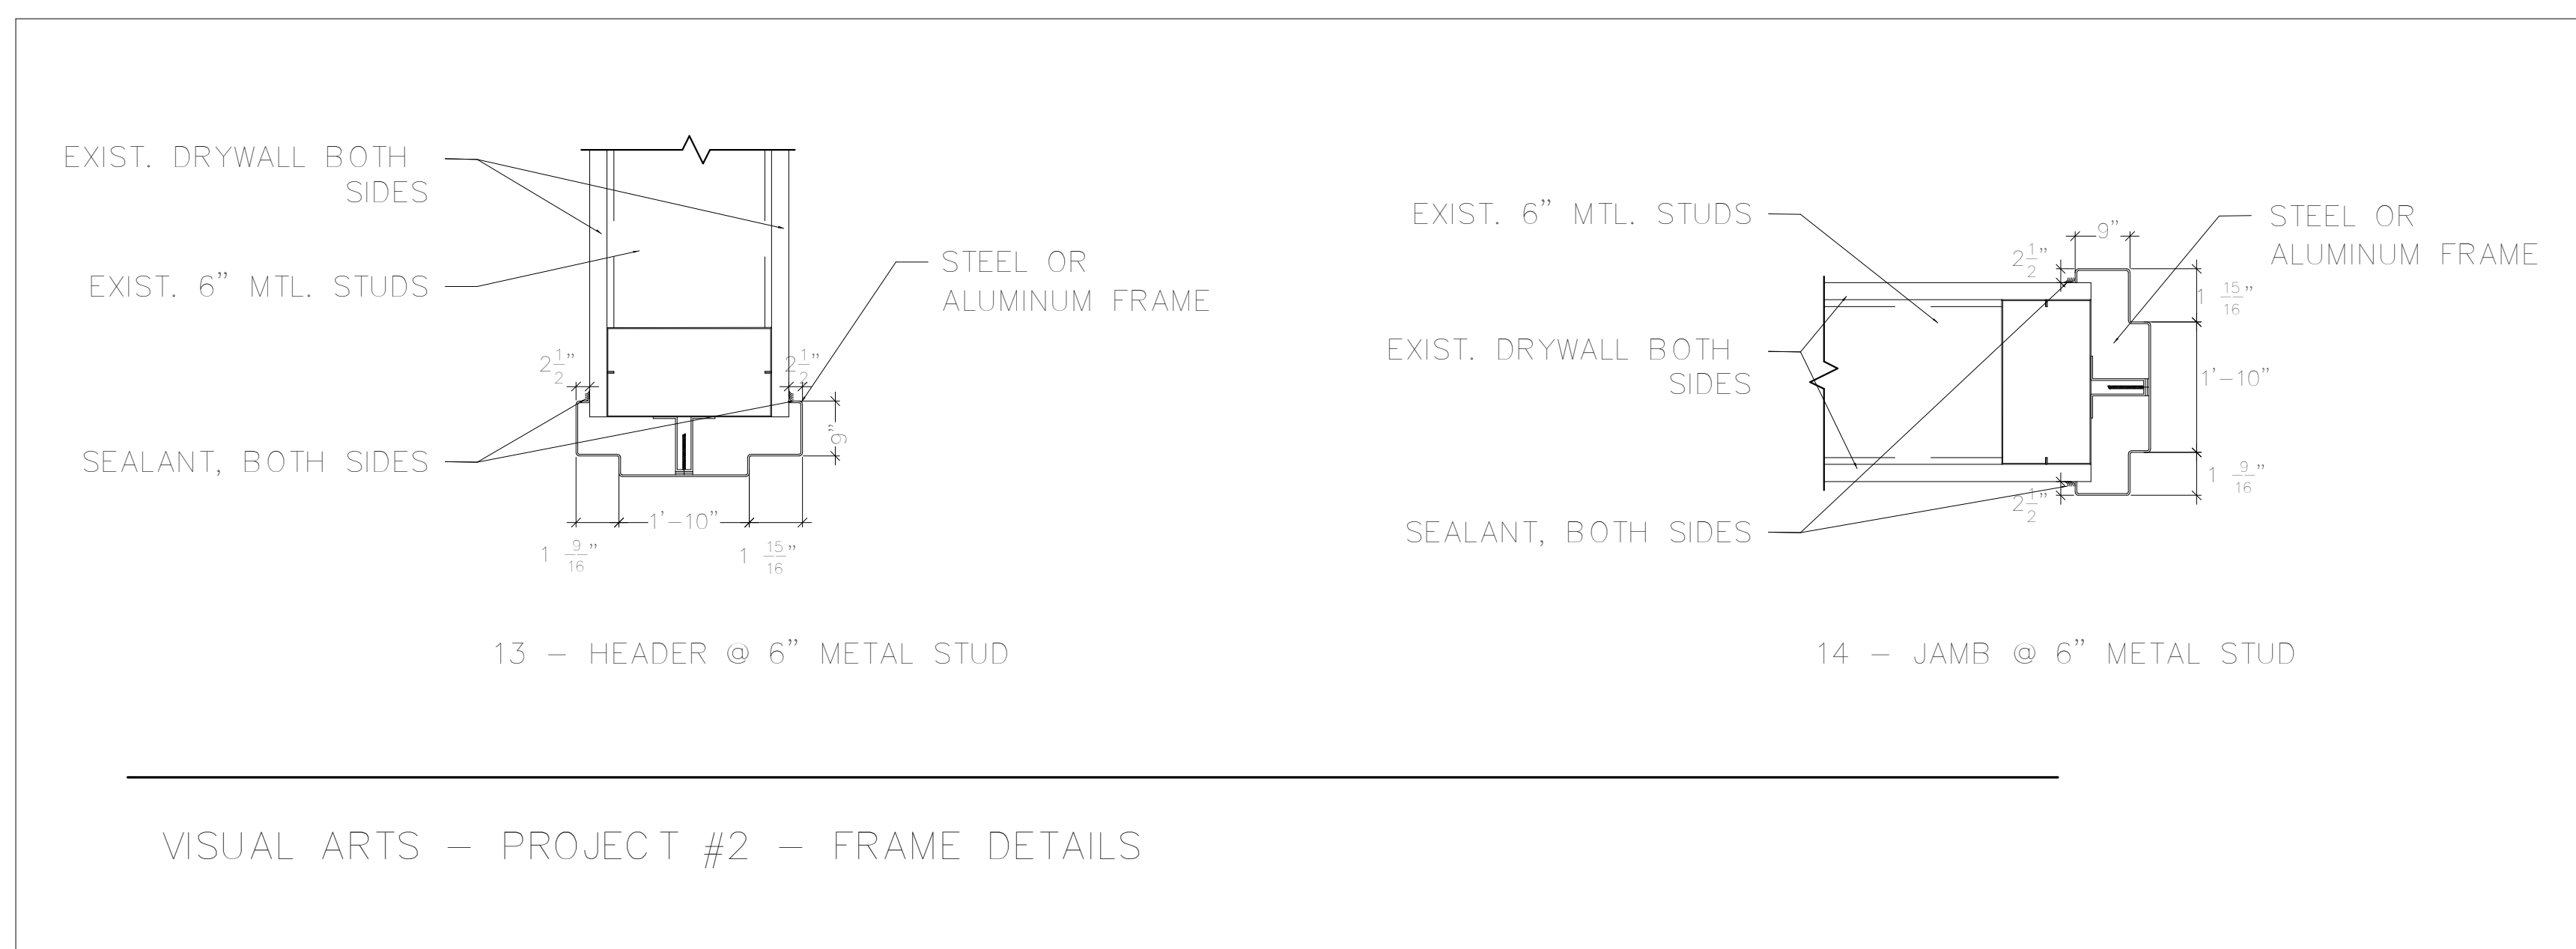 EXIST. DRYWALL BOTH
SIDES
EXIST. 6" MTL. STUDS
STEEL OR
ALUMINUM FRAME
2 1/2"
2 1/2"
9"
SEALANT, BOTH SIDES
1'-10"
1 9/16"
1 15/16"
13 - HEADER @ 6" METAL STUD
EXIST. 6" MTL. STUDS
9"
STEEL OR
ALUMINUM FRAME
2 1/2"
1 15/16"
EXIST. DRYWALL BOTH
SIDES
1'-10"
1 9/16"
2 1/2"
SEALANT, BOTH SIDES
14 - JAMB @ 6" METAL STUD
VISUAL ARTS - PROJECT #2 - FRAME DETAILS